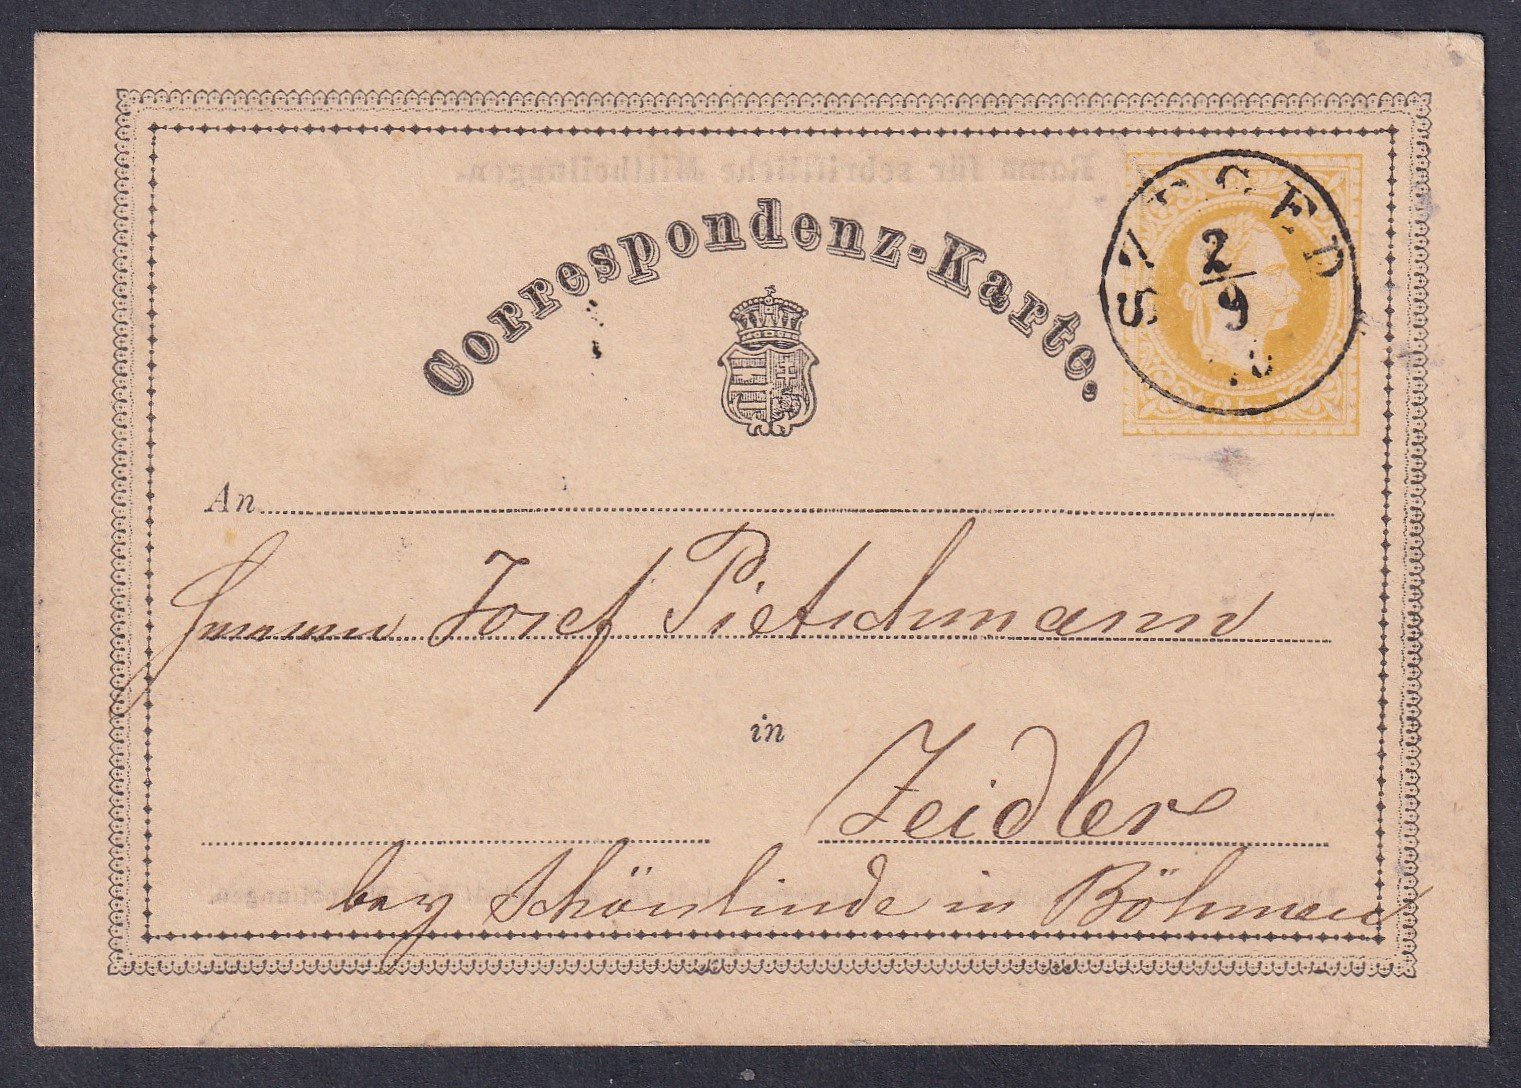 Raum für schriftliche Mittheilungen.
Correspondenz-Karte.
SZEGED
2/9
An
Herrn Josef Pietschmann
in
Zeidler
bey Schönlinde in Böhmen